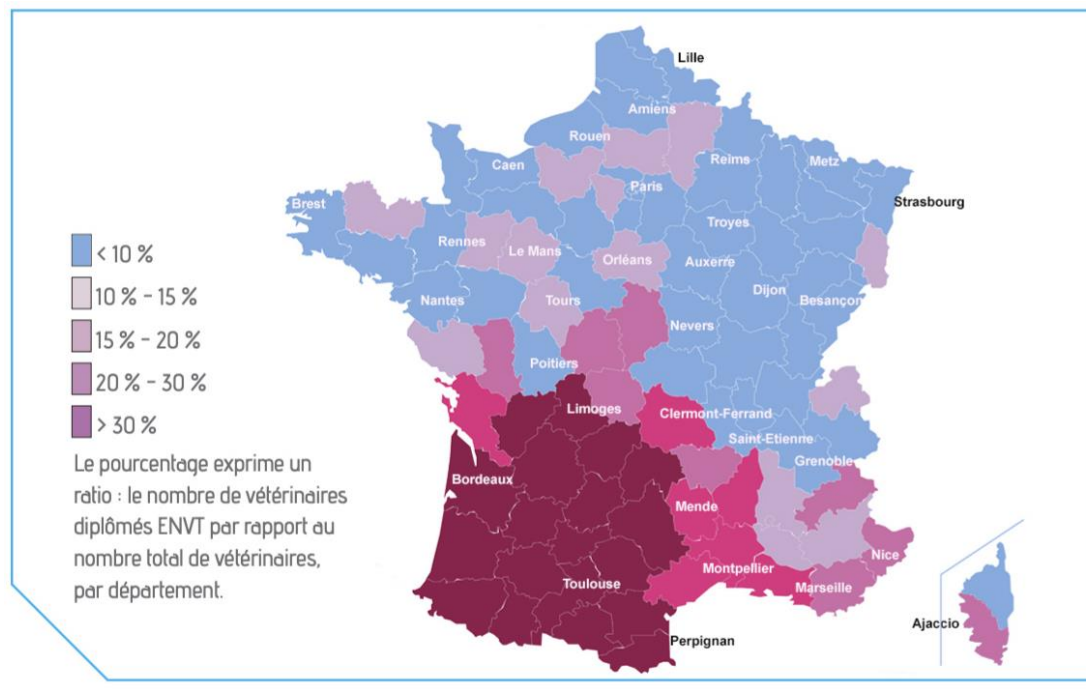 Lille
Amiens
Rouen
Reims
Metz
Caen
Paris
Strasbourg
Brest
Troyes
Rennes
Le Mans
Orléans
Auxerre
Dijon
Besançon
Nantes
Tours
Nevers
Poitiers
Limoges
Clermont-Ferrand
Saint-Etienne
Grenoble
Bordeaux
Mende
Nice
Montpellier
Toulouse
Marseille
Perpignan
Ajaccio
< 10 %
10 % - 15 %
15 % - 20 %
20 % - 30 %
> 30 %
Le pourcentage exprime un
ratio : le nombre de vétérinaires
diplômés ENVT par rapport au
nombre total de vétérinaires,
par département.